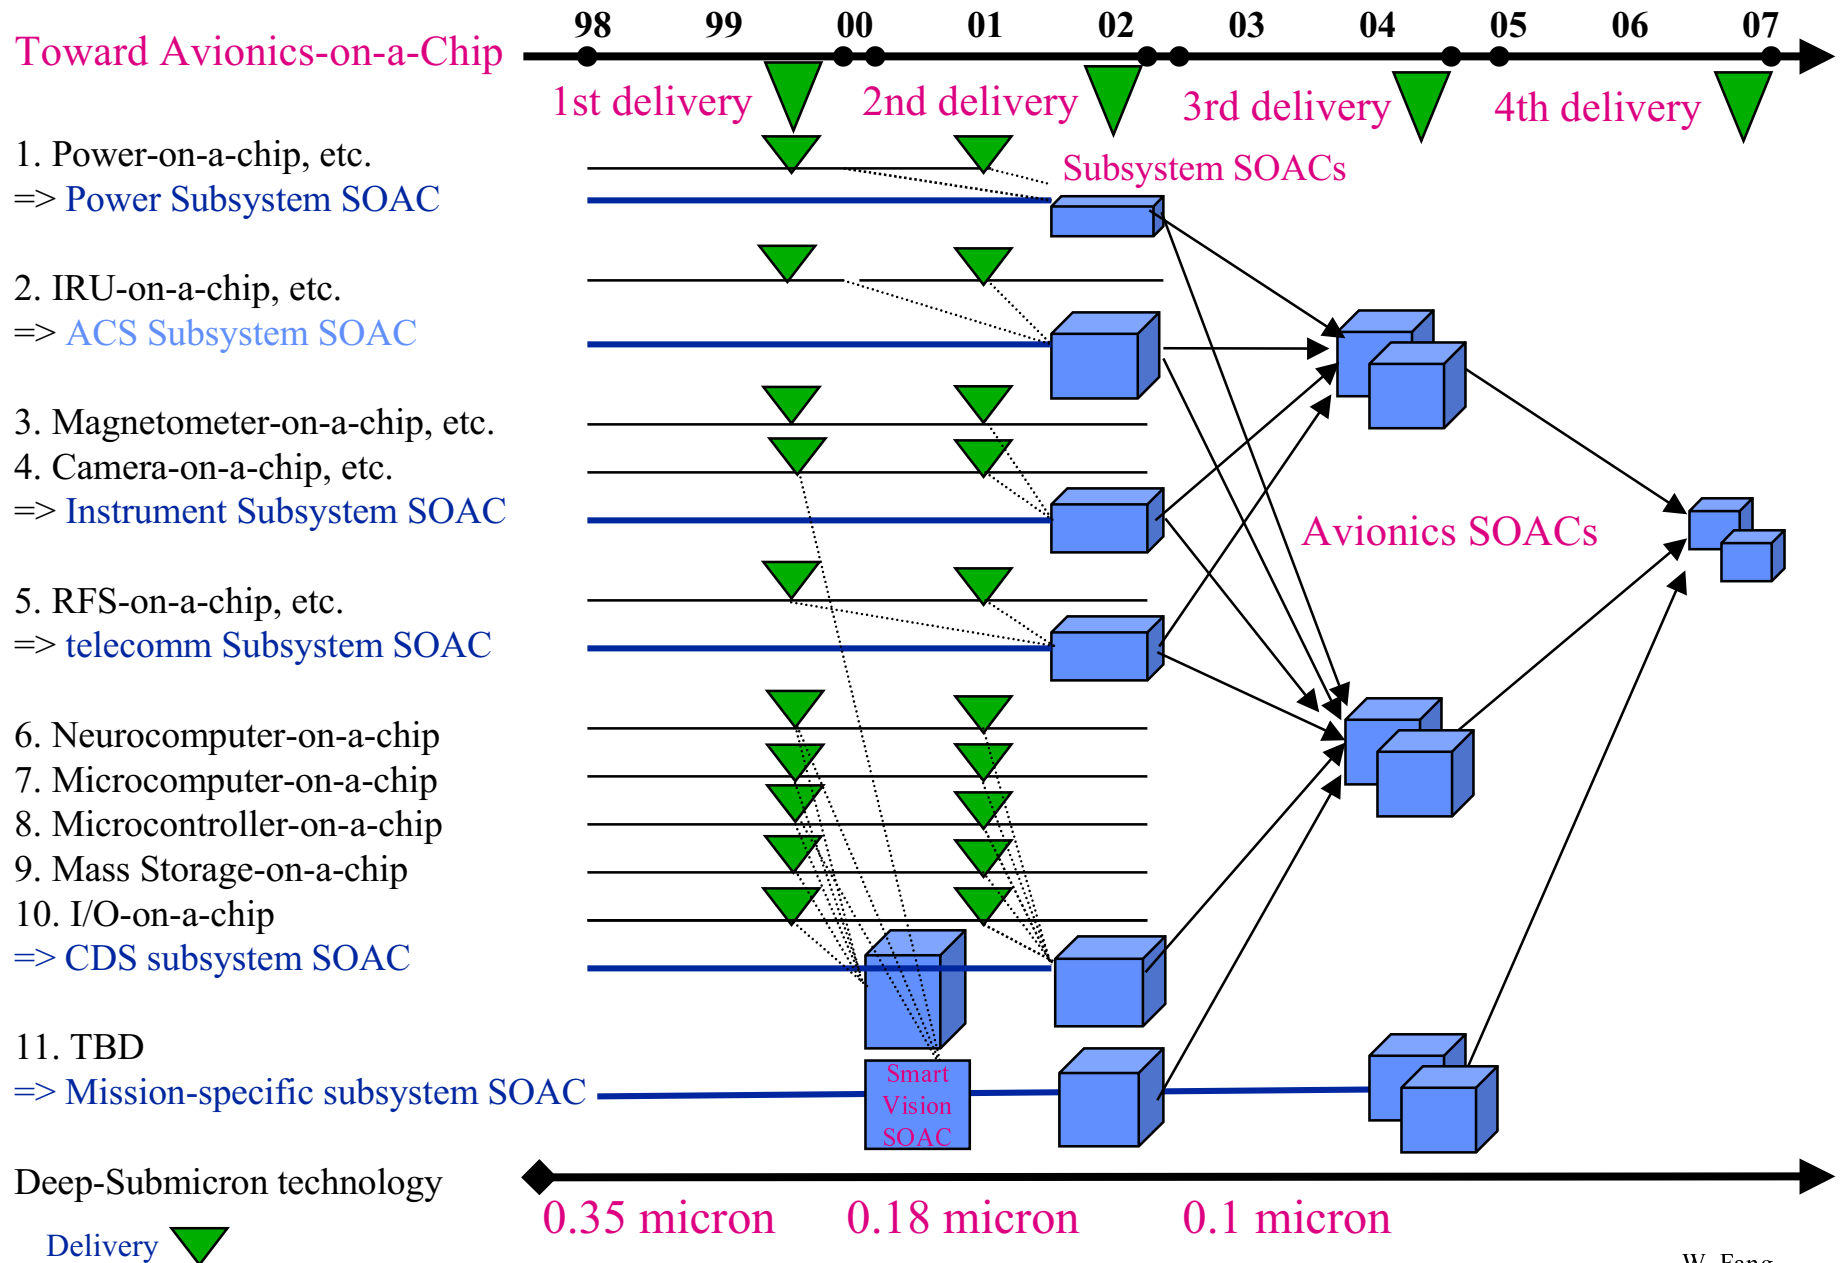 98 99 00 01 02 03 04 05 06 07
Toward Avionics-on-a-Chip
1st delivery 2nd delivery 3rd delivery 4th delivery
1. Power-on-a-chip, etc.
Subsystem SOACs
=> Power Subsystem SOAC
2. IRU-on-a-chip, etc.
=> ACS Subsystem SOAC
3. Magnetometer-on-a-chip, etc.
4. Camera-on-a-chip, etc.
=> Instrument Subsystem SOAC
Avionics SOACs
5. RFS-on-a-chip, etc.
=> telecomm Subsystem SOAC
6. Neurocomputer-on-a-chip
7. Microcomputer-on-a-chip
8. Microcontroller-on-a-chip
9. Mass Storage-on-a-chip
10. I/O-on-a-chip
=> CDS subsystem SOAC
11. TBD
=> Mission-specific subsystem SOAC
Smart
Vision
SOAC
Deep-Submicron technology
0.35 micron 0.18 micron 0.1 micron
Delivery
W. Fang